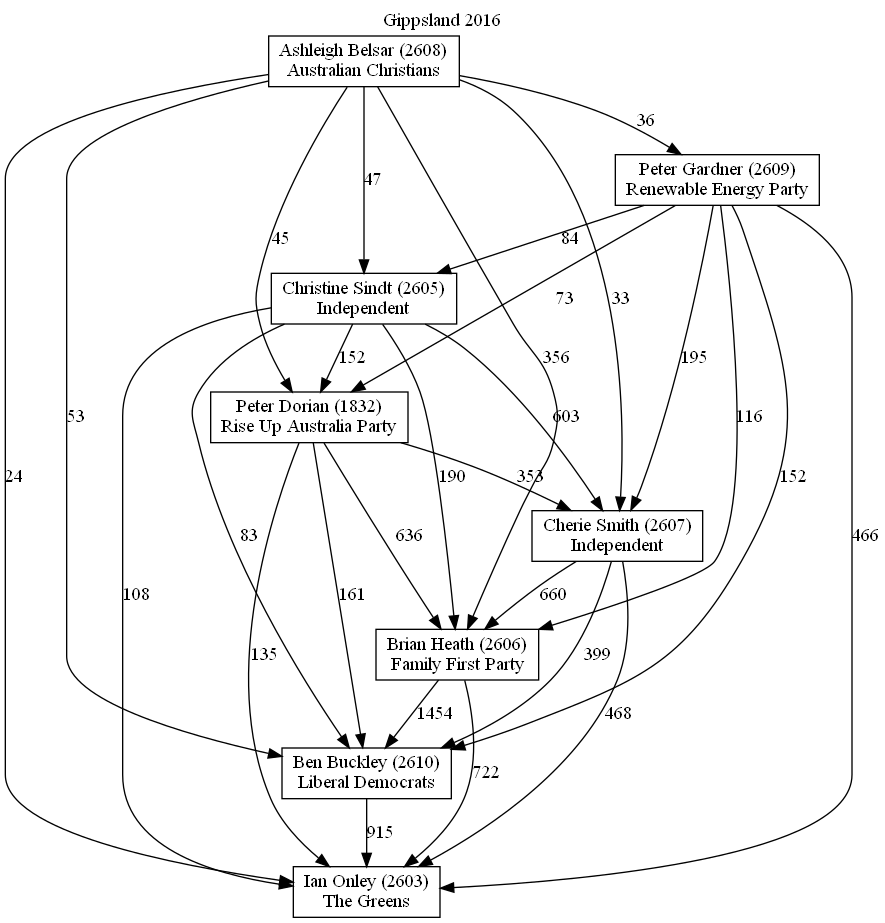 Gippsland 2016
Ashleigh Belsar (2608)
Australian Christians
36
Peter Gardner (2609)
Renewable Energy Party
47
45
84
Christine Sindt (2605)
Independent
73
33
152
356
195
Peter Dorian (1832)
Rise Up Australia Party
53
603
116
24
190
353
152
Cherie Smith (2607)
Independent
83
636
466
108
161
660
Brian Heath (2606)
Family First Party
135
399
1454
468
Ben Buckley (2610)
Liberal Democrats
722
915
Ian Onley (2603)
The Greens